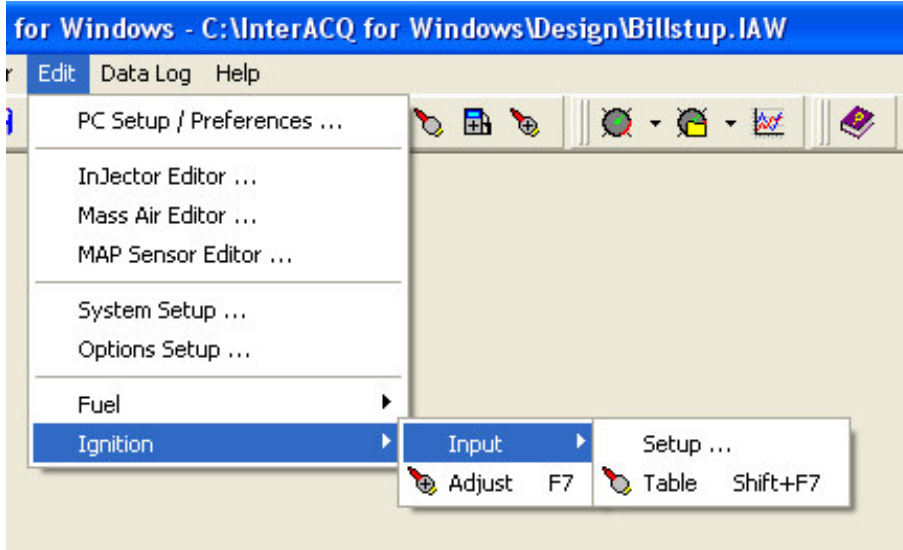 for Windows - C:\InterACQ for Windows\Design\Billstup.IAW
r Edit Data Log Help
PC Setup / Preferences ...
InJector Editor ...
Mass Air Editor ...
MAP Sensor Editor ...
System Setup ...
Options Setup ...
Fuel
Ignition Input Setup ...
Adjust F7 Table Shift+F7